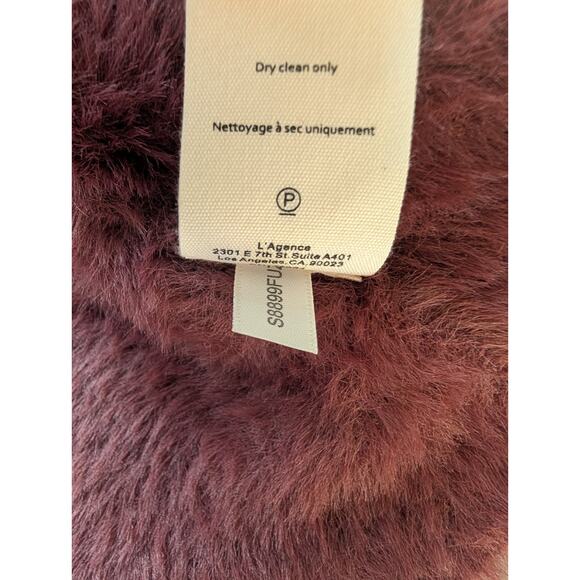 Dry clean only
Nettoyage à sec uniquement
P
L'Agence
2301 E 7th St. Suite A401
Los Angeles, CA, 90023
S8899FU